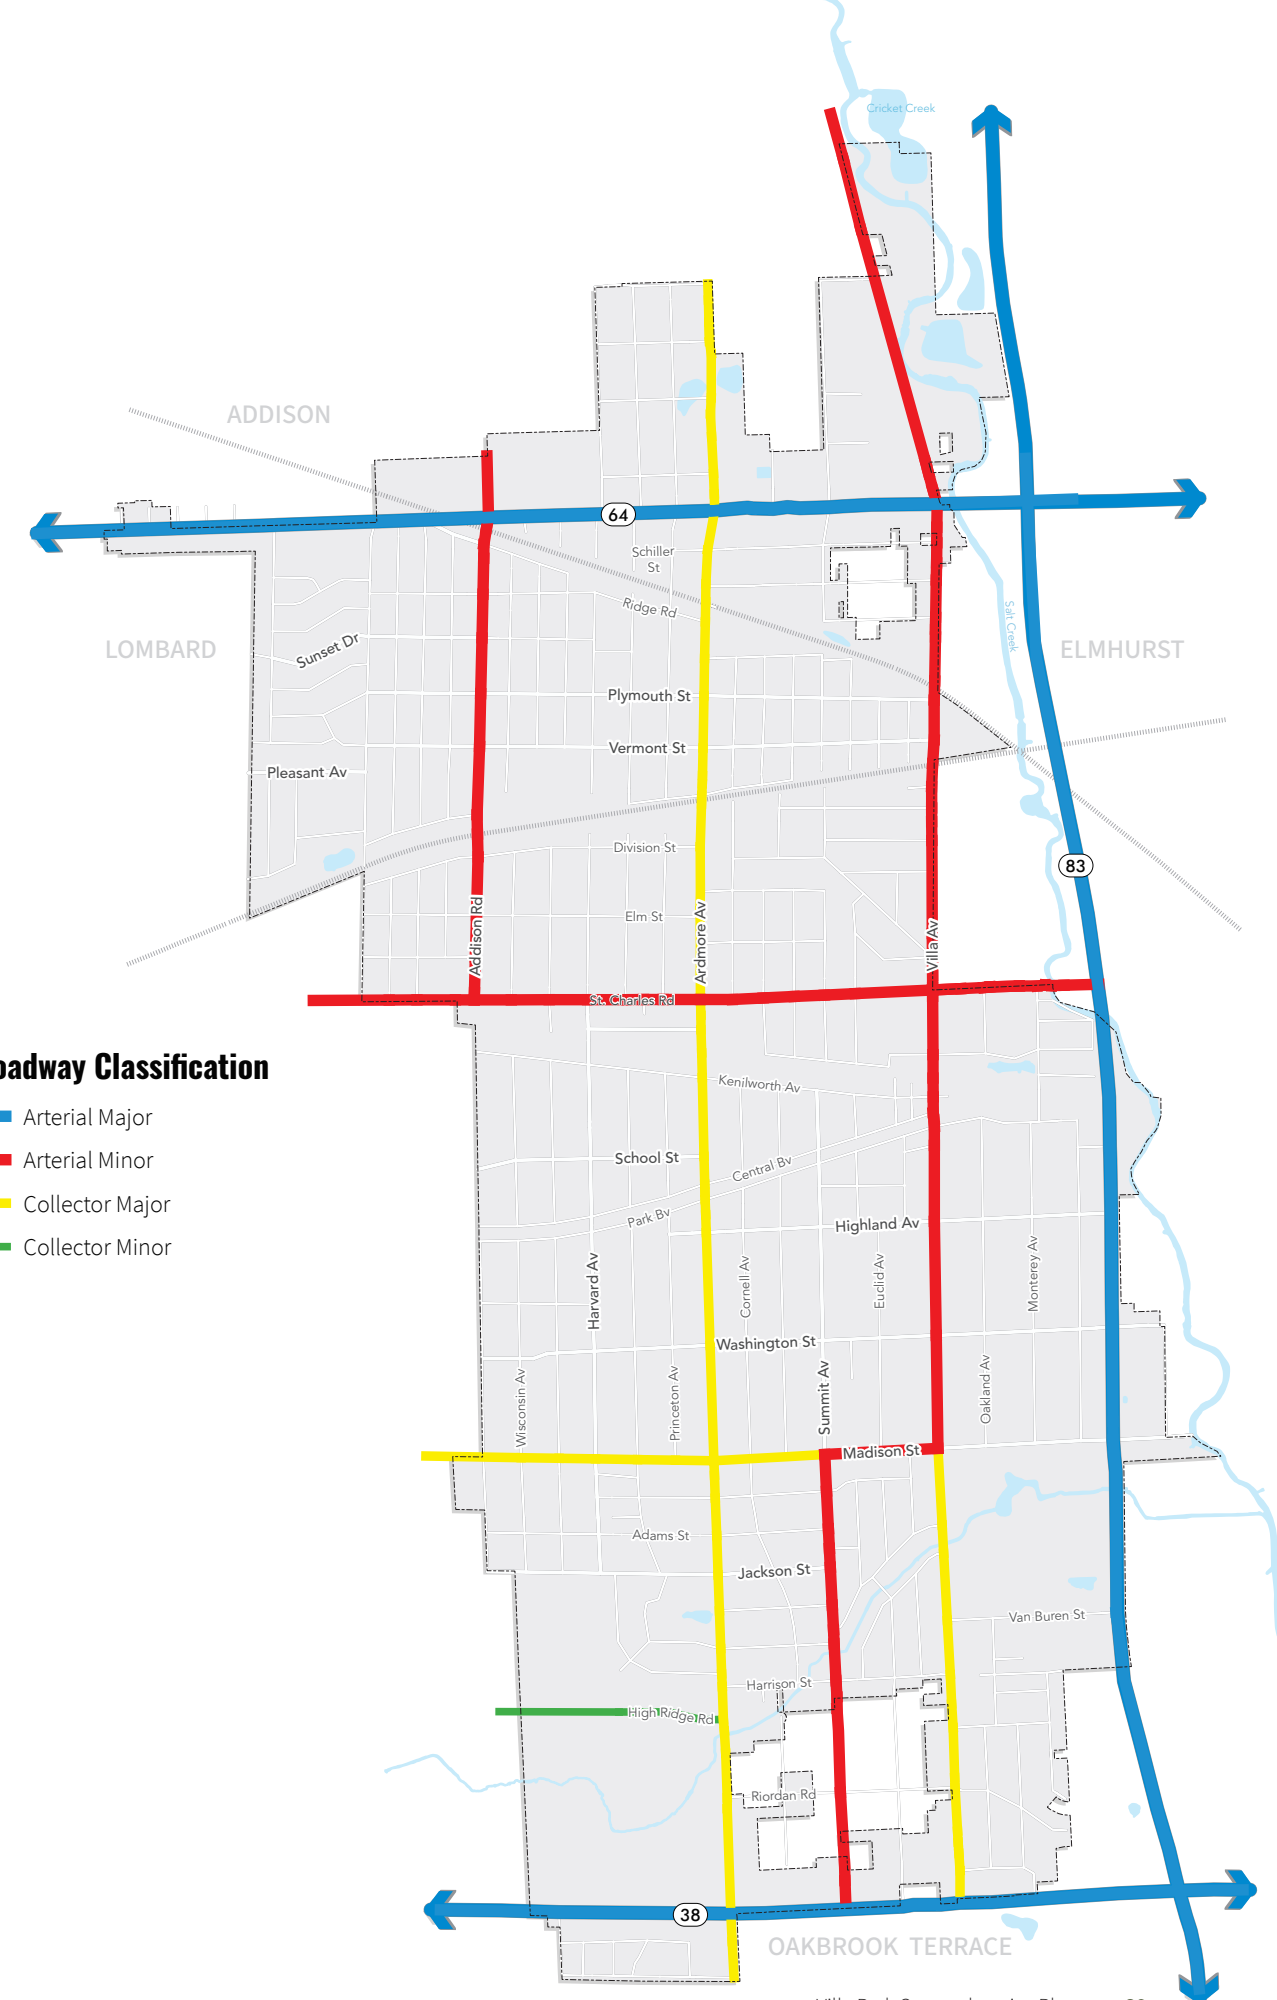 Cricket Creek
ADDISON
64
Schiller
St
Ridge Rd
Salt Creek
LOMBARD
Sunset Dr
ELMHURST
Plymouth St
Vermont St
Pleasant Av
Division St
83
Elm St
Addison Rd
Ardmore Av
Villa Av
St. Charles Rd
oadway Classification
Arterial Major
Arterial Minor
Collector Major
Collector Minor
Kenilworth Av
School St
Central Bv
Park Bv
Highland Av
Harvard Av
Cornell Av
Euclid Av
Monterey Av
Washington St
Wisconsin Av
Princeton Av
Summit Av
Oakland Av
Madison St
Adams St
Jackson St
Van Buren St
Harrison St
High Ridge Rd
Riordan Rd
38
OAKBROOK TERRACE